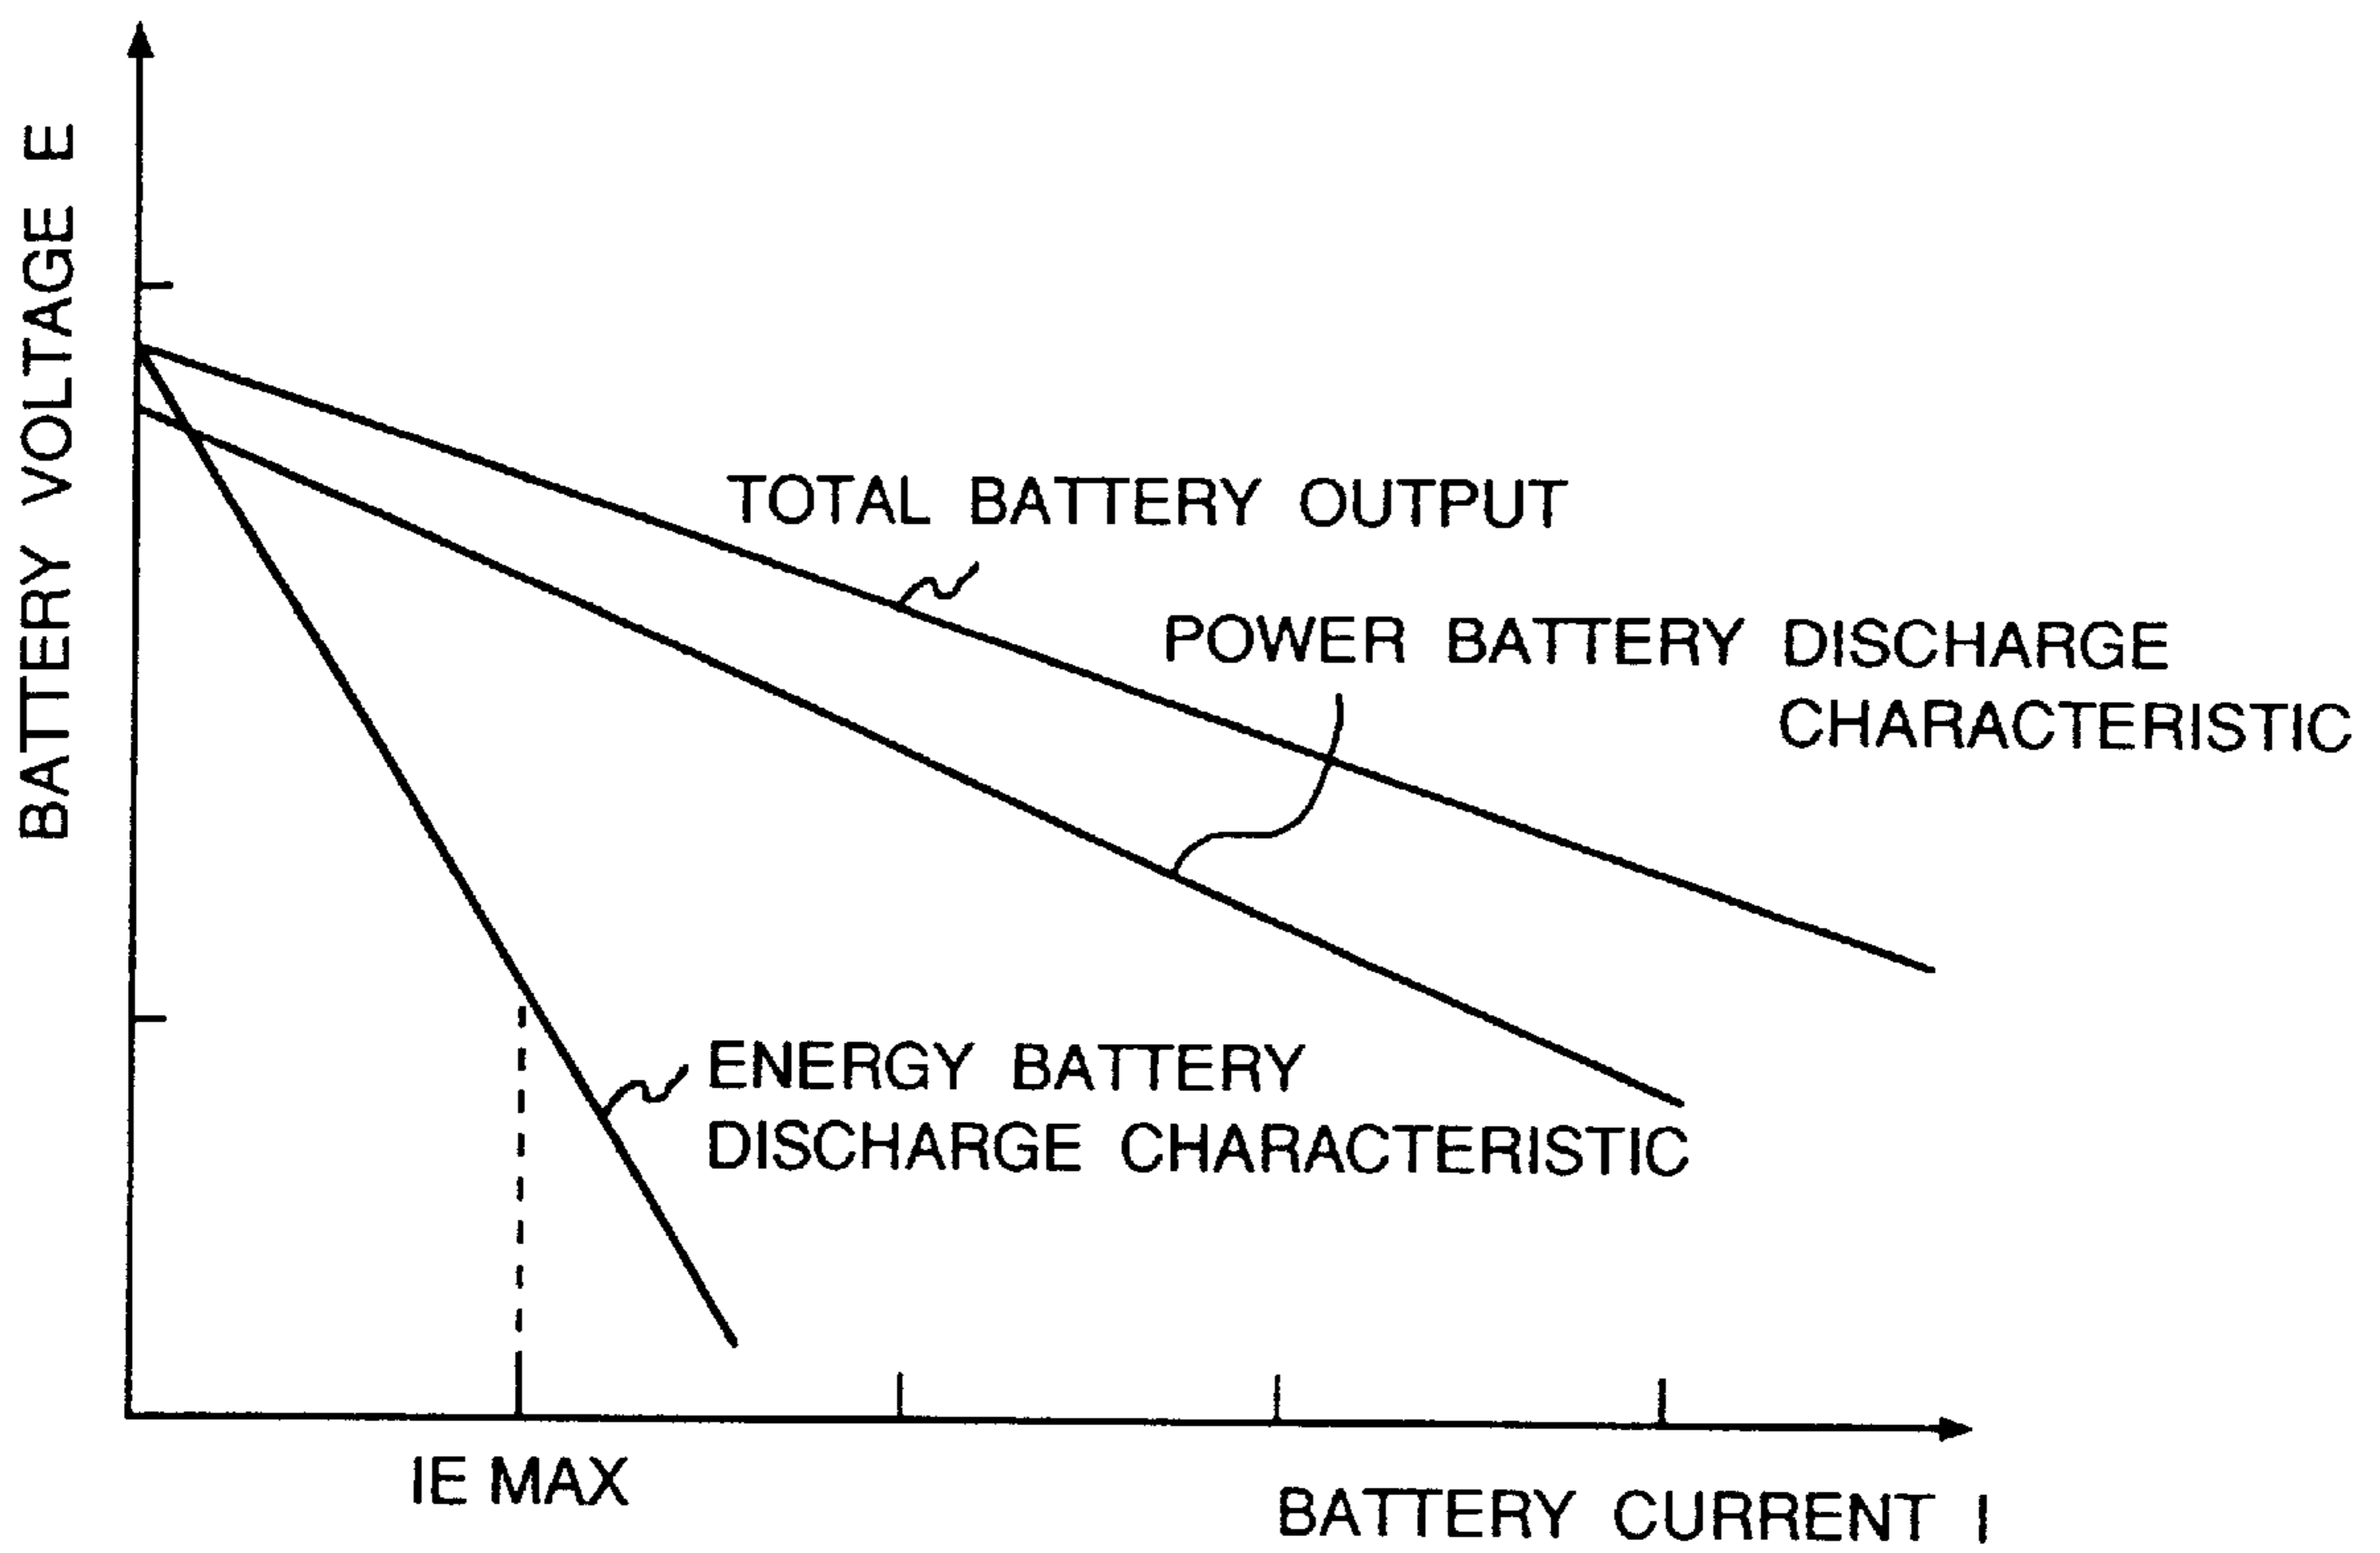 BATTERY VOLTAGE E
TOTAL BATTERY OUTPUT
POWER BATTERY DISCHARGE
CHARACTERISTIC
ENERGY BATTERY
DISCHARGE CHARACTERISTIC
IE MAX
BATTERY CURRENT I